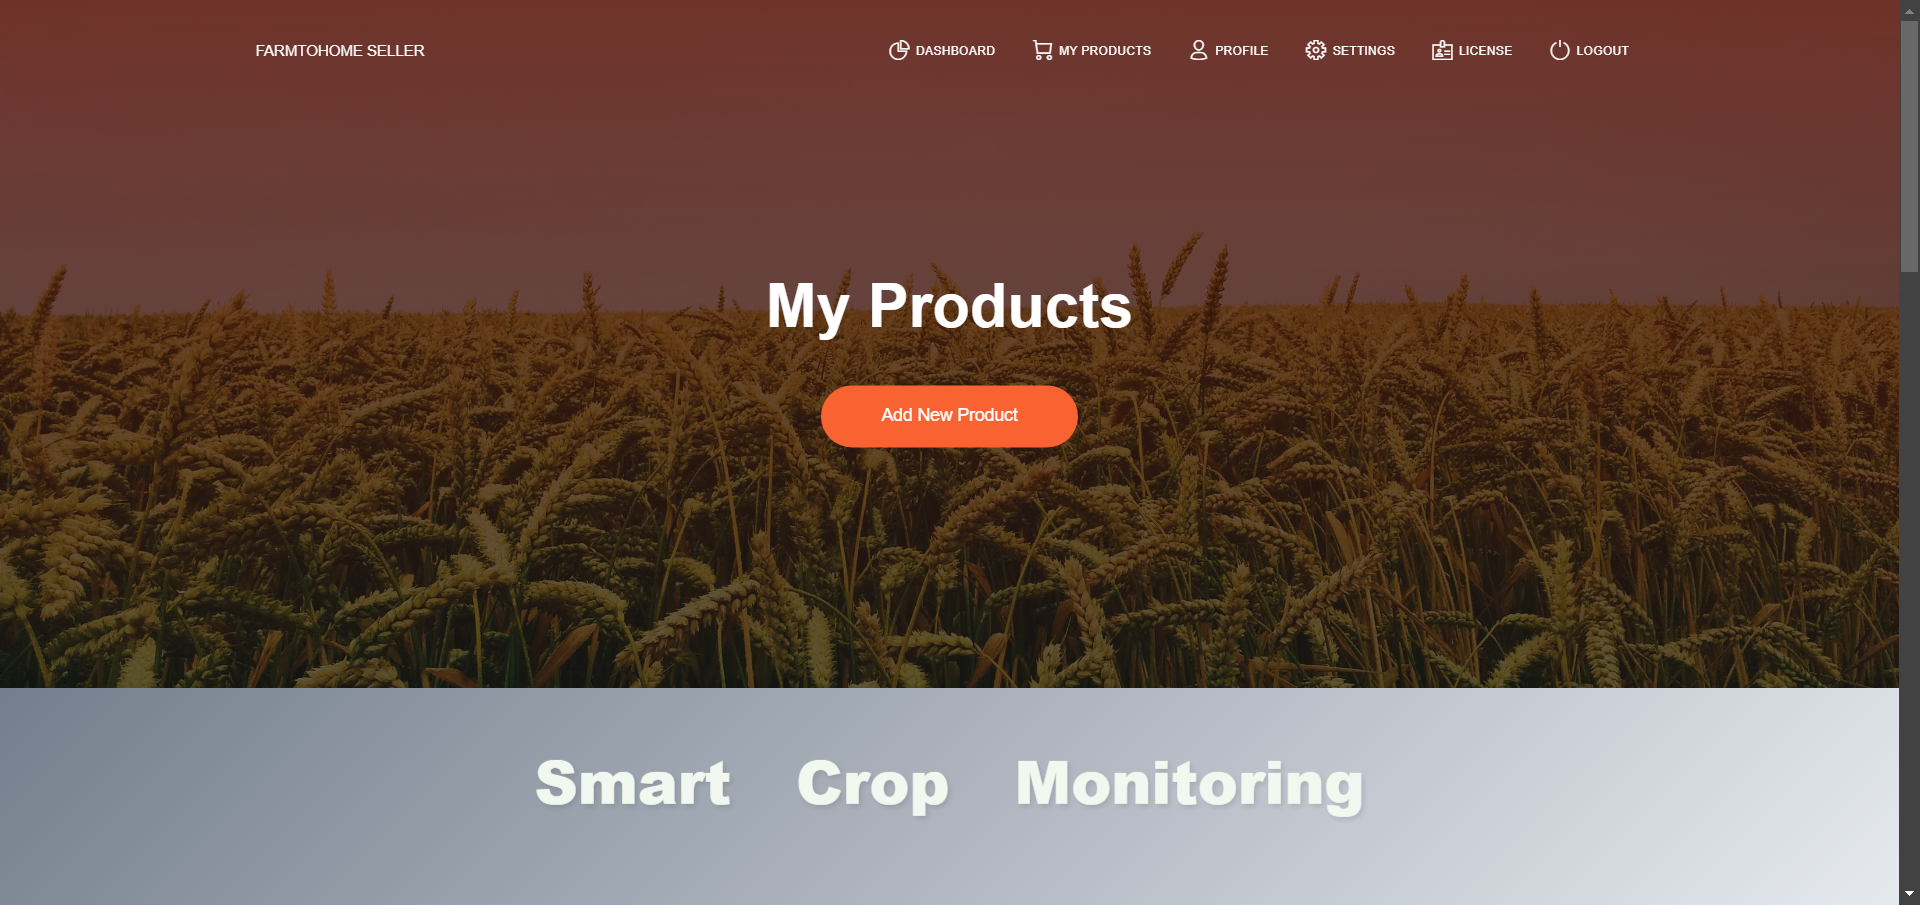 FARMTOHOME SELLER
DASHBOARD
MY PRODUCTS
PROFILE
SETTINGS
LICENSE
LOGOUT
My Products
Add New Product
Smart Crop Monitoring